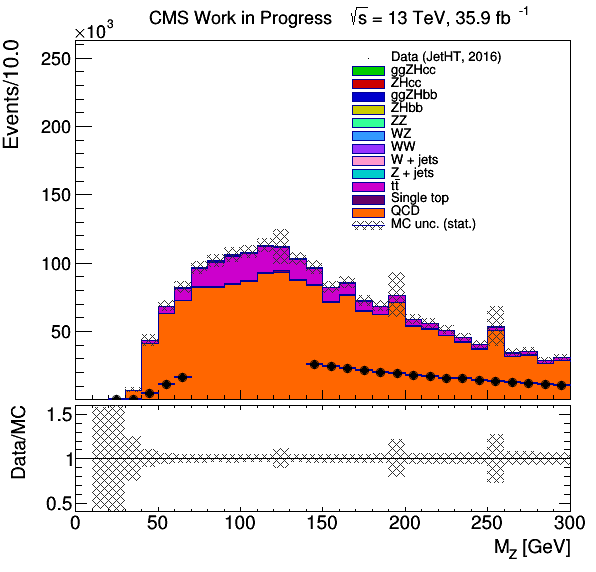 CMS Work in Progress √s = 13 TeV, 35.9 fb⁻¹
×10³
Events/10.0
250
200
150
100
50
Data (JetHT, 2016)
ggZHcc
ZHcc
ggZHbb
ZHbb
ZZ
WZ
WW
W + jets
Z + jets
tt̄
Single top
QCD
MC unc. (stat.)
Data/MC
1.5
1
0.5
0 50 100 150 200 250 300
M_Z [GeV]